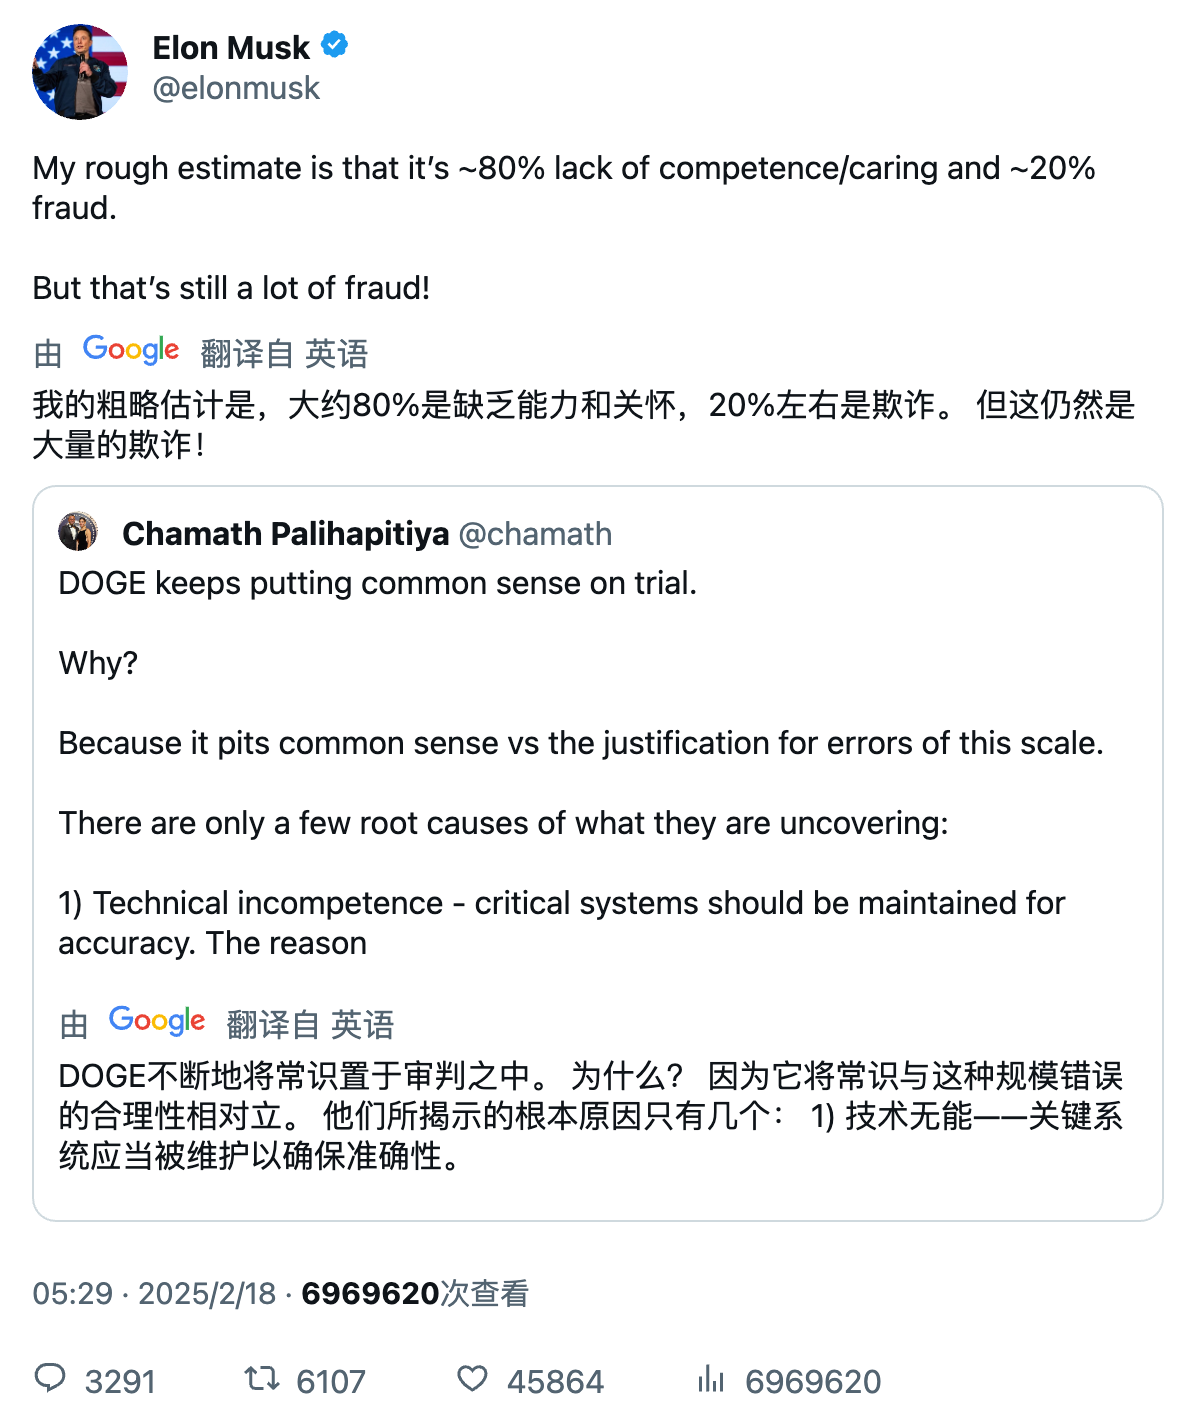 Elon Musk
@elonmusk
My rough estimate is that it’s ~80% lack of competence/caring and ~20%
fraud.
But that’s still a lot of fraud!
由 Google 翻译自 英语
我的粗略估计是，大约80%是缺乏能力和关怀，20%左右是欺诈。 但这仍然是
大量的欺诈！
Chamath Palihapitiya @chamath
DOGE keeps putting common sense on trial.
Why?
Because it pits common sense vs the justification for errors of this scale.
There are only a few root causes of what they are uncovering:
1) Technical incompetence - critical systems should be maintained for
accuracy. The reason
由 Google 翻译自 英语
DOGE不断地将常识置于审判之中。 为什么？ 因为它将常识与这种规模错误
的合理性相对立。 他们所揭示的根本原因只有几个： 1) 技术无能——关键系
统应当被维护以确保准确性。
05:29 · 2025/2/18 · 6969620次查看
3291 6107 45864 6969620